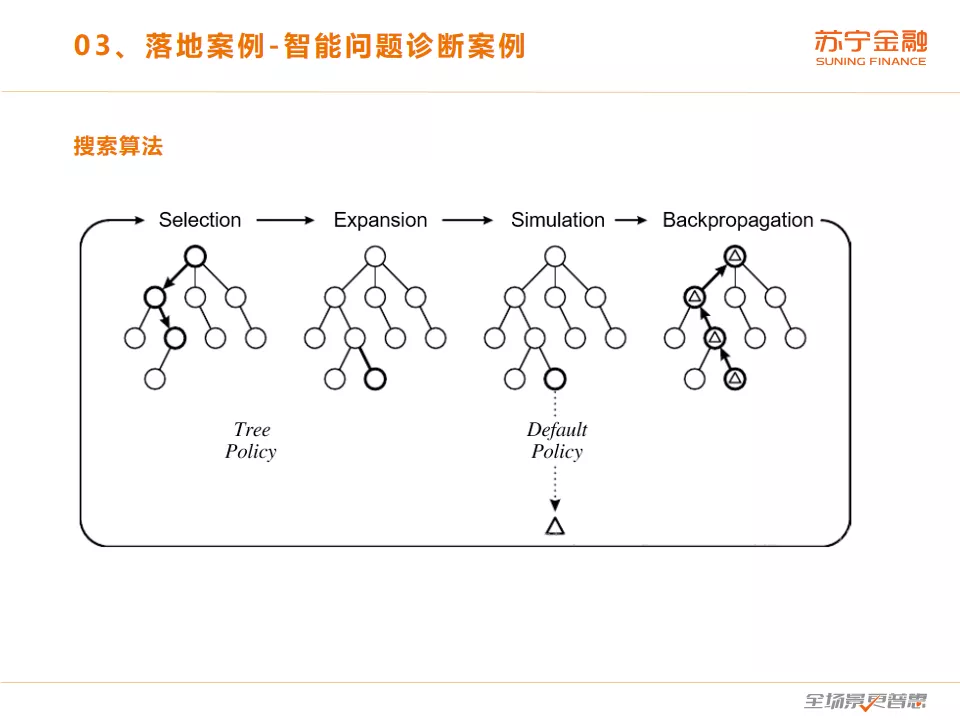 03、落地案例-智能问题诊断案例
苏宁金融
SUNING FINANCE
搜索算法
Selection
Expansion
Simulation
Backpropagation
Tree
Policy
Default
Policy
全场景更普惠